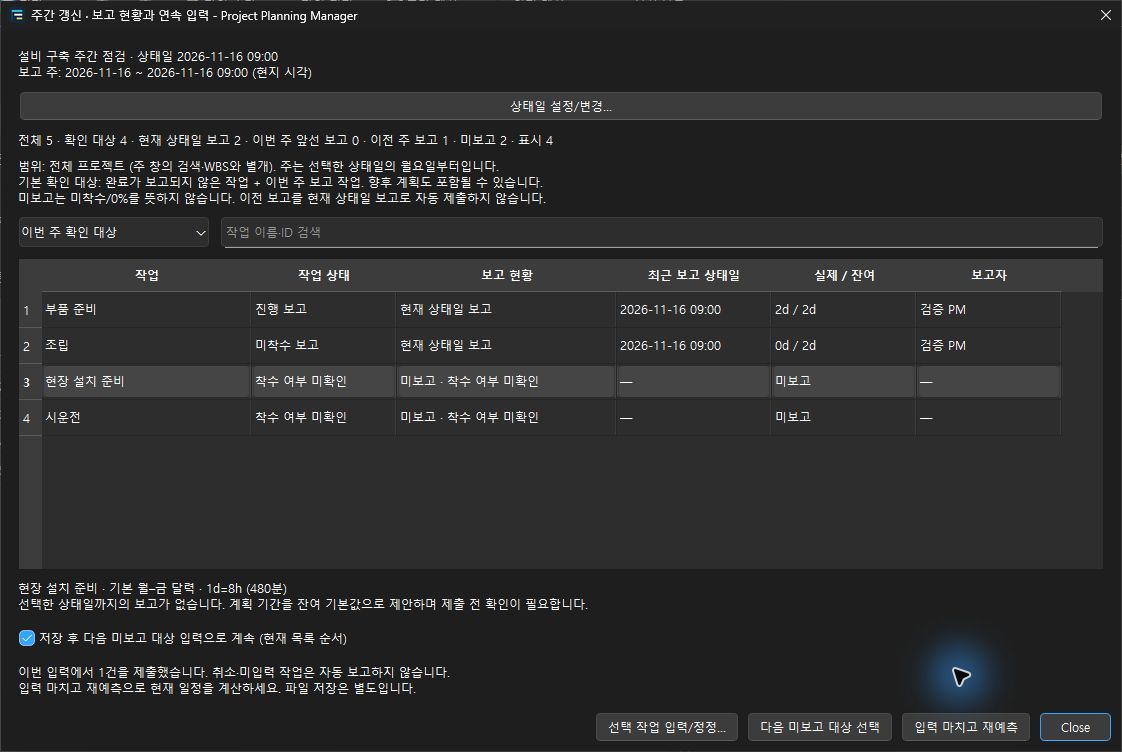 주간 갱신 · 보고 현황과 연속 입력 - Project Planning Manager
설비 구축 주간 점검 · 상태일 2026-11-16 09:00
보고 주: 2026-11-16 ~ 2026-11-16 09:00 (현지 시각)
상태일 설정/변경...
전체 5 · 확인 대상 4 · 현재 상태일 보고 2 · 이번 주 앞선 보고 0 · 이전 주 보고 1 · 미보고 2 · 표시 4
범위: 전체 프로젝트 (주 창의 검색·WBS와 별개). 주는 선택한 상태일의 월요일부터입니다.
기본 확인 대상: 완료가 보고되지 않은 작업 + 이번 주 보고 작업. 향후 계획도 포함될 수 있습니다.
미보고는 미착수/0%를 뜻하지 않습니다. 이전 보고를 현재 상태일 보고로 자동 제출하지 않습니다.
이번 주 확인 대상 작업 이름·ID 검색
작업 작업 상태 보고 현황 최근 보고 상태일 실제 / 잔여 보고자
1 부품 준비 진행 보고 현재 상태일 보고 2026-11-16 09:00 2d / 2d 검증 PM
2 조립 미착수 보고 현재 상태일 보고 2026-11-16 09:00 0d / 2d 검증 PM
3 현장 설치 준비 착수 여부 미확인 미보고 · 착수 여부 미확인 — 미보고 —
4 시운전 착수 여부 미확인 미보고 · 착수 여부 미확인 — 미보고 —
현장 설치 준비 · 기본 월–금 달력 · 1d=8h (480분)
선택한 상태일까지의 보고가 없습니다. 계획 기간을 잔여 기본값으로 제안하며 제출 전 확인이 필요합니다.
저장 후 다음 미보고 대상 입력으로 계속 (현재 목록 순서)
이번 입력에서 1건을 제출했습니다. 취소·미입력 작업은 자동 보고하지 않습니다.
입력 마치고 재예측으로 현재 일정을 계산하세요. 파일 저장은 별도입니다.
선택 작업 입력/정정... 다음 미보고 대상 선택 입력 마치고 재예측 Close